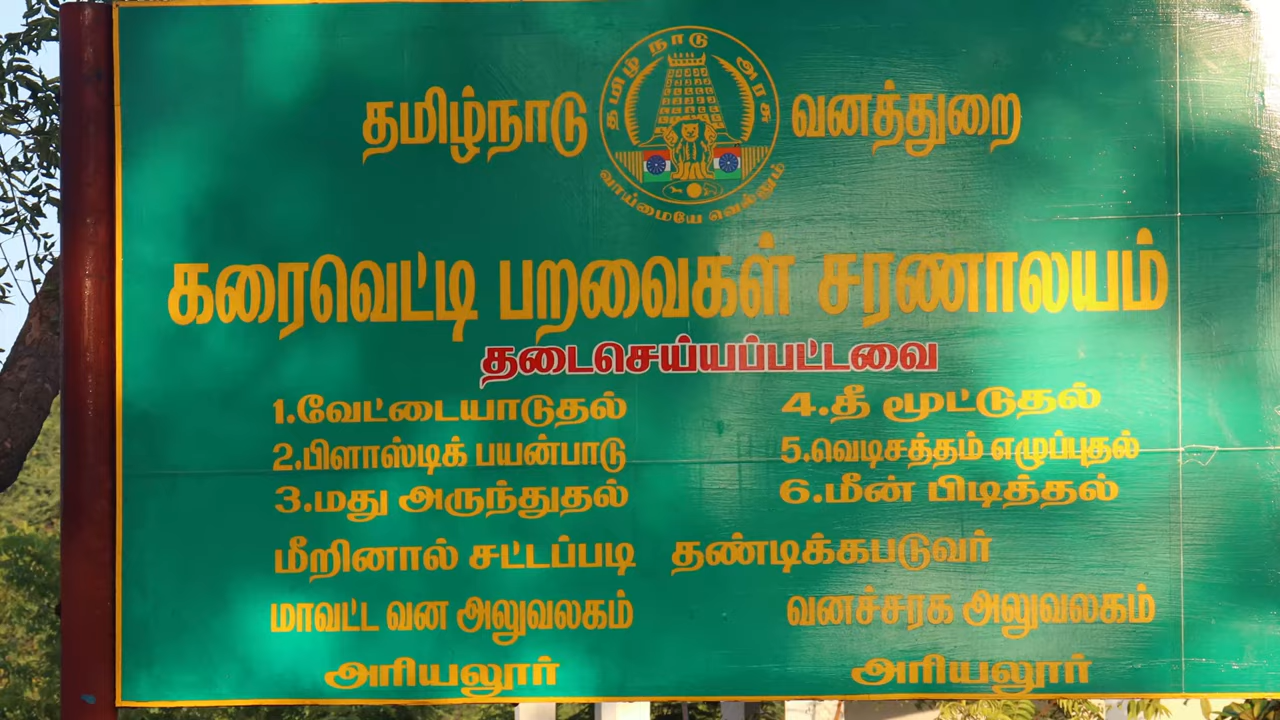 தமிழ்நாடு வனத்துறை
தமிழ் நாடு அரசு
வாய்மையே வெல்லும்
கரைவெட்டி பறவைகள் சரணாலயம்
தடைசெய்யப்பட்டவை
1.வேட்டையாடுதல்
2.பிளாஸ்டிக் பயன்பாடு
3.மது அருந்துதல்
4.தீ மூட்டுதல்
5.வெடிசத்தம் எழுப்புதல்
6.மீன் பிடித்தல்
மீறினால் சட்டப்படி தண்டிக்கபடுவர்
மாவட்ட வன அலுவலகம்
அரியலூர்
வனச்சரக அலுவலகம்
அரியலூர்